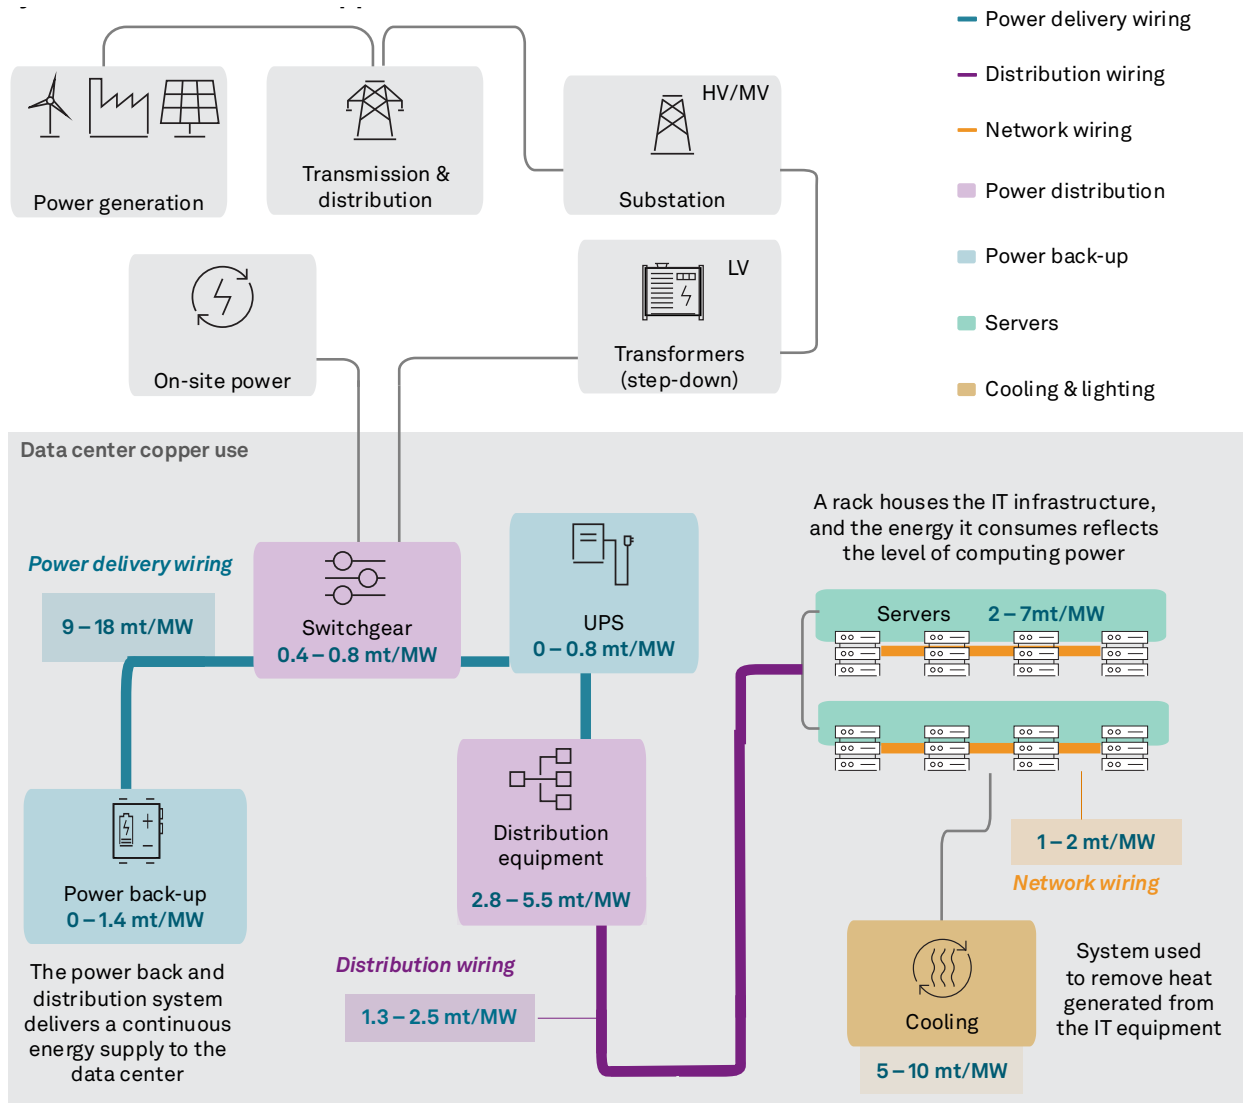 Power delivery wiring
Distribution wiring
Network wiring
Power distribution
Power back-up
Servers
Cooling & lighting
Power generation
Transmission &
distribution
HV/MV
Substation
On-site power
LV
Transformers
(step-down)
Data center copper use
Power delivery wiring
9 – 18 mt/MW
Switchgear
0.4 – 0.8 mt/MW
UPS
0 – 0.8 mt/MW
A rack houses the IT infrastructure,
and the energy it consumes reflects
the level of computing power
Servers 2 – 7mt/MW
Distribution
equipment
2.8 – 5.5 mt/MW
Power back-up
0 – 1.4 mt/MW
1 – 2 mt/MW
Network wiring
The power back and
distribution system
delivers a continuous
energy supply to the
data center
Distribution wiring
1.3 – 2.5 mt/MW
Cooling
5 – 10 mt/MW
System used
to remove heat
generated from
the IT equipment